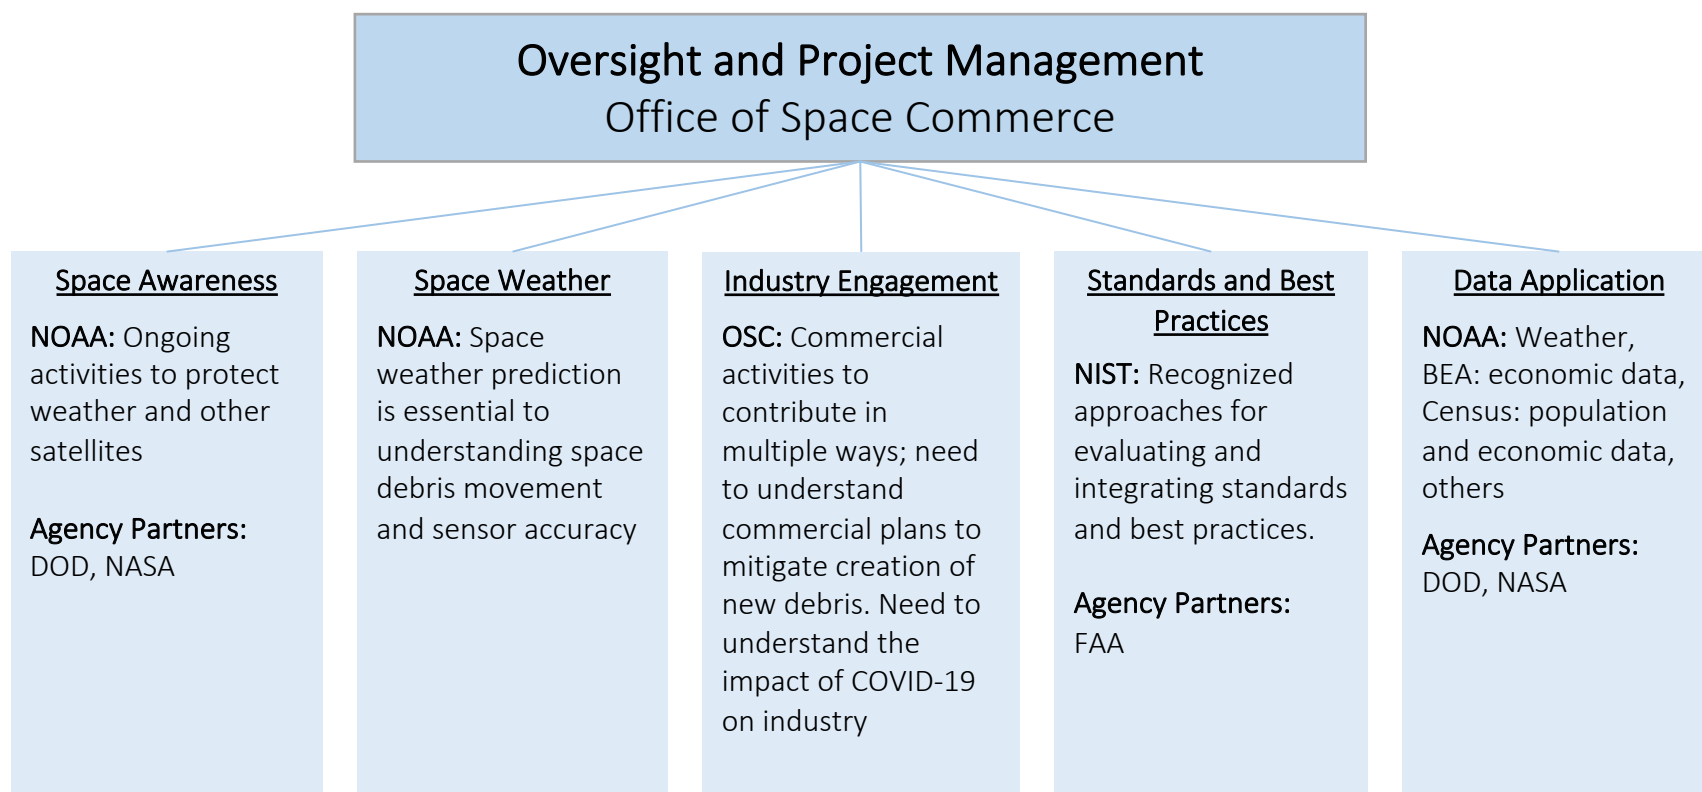 Oversight and Project Management
Office of Space Commerce
Space Awareness
NOAA: Ongoing
activities to protect
weather and other
satellites
Agency Partners:
DOD, NASA
Space Weather
NOAA: Space
weather prediction
is essential to
understanding space
debris movement
and sensor accuracy
Industry Engagement
OSC: Commercial
activities to
contribute in
multiple ways; need
to understand
commercial plans to
mitigate creation of
new debris. Need to
understand the
impact of COVID-19
on industry
Standards and Best
Practices
NIST: Recognized
approaches for
evaluating and
integrating standards
and best practices.
Agency Partners:
FAA
Data Application
NOAA: Weather,
BEA: economic data,
Census: population
and economic data,
others
Agency Partners:
DOD, NASA